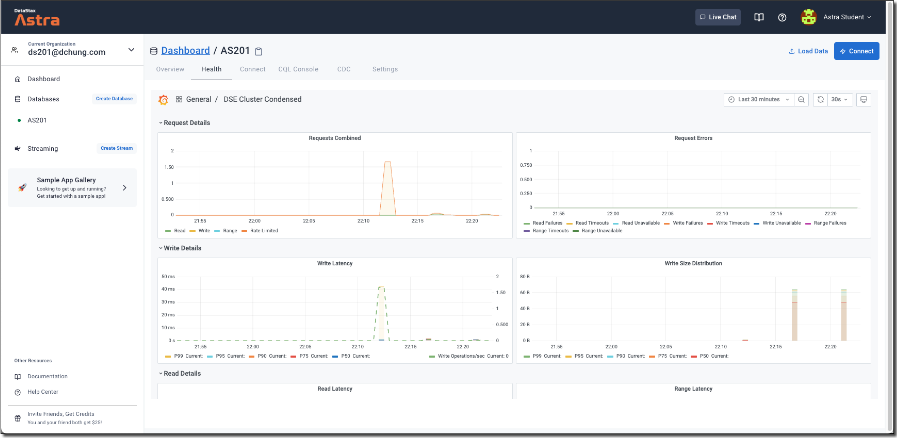 DataStax
Astra
Live Chat
Astra Student
Current Organization
ds201@dchung.com
Dashboard / AS201
Load Data
Connect
Overview
Health
Connect
CQL Console
CDC
Settings
Dashboard
Databases
Create Database
AS201
Streaming
Create Stream
Sample App Gallery
Looking to get up and running?
Get started with a sample app!
General / DSE Cluster Condensed
Last 30 minutes
30s
Request Details
Requests Combined
2
1.50
1
0.500
0
21:55 22:00 22:05 22:10 22:15 22:20
Read Write Range Rate Limited
Request Errors
1
0.750
0.500
0.250
0
21:55 22:00 22:05 22:10 22:15 22:20
Read Failures Read Timeouts Read Unavailable Write Failures Write Timeouts Write Unavailable Range Failures
Range Timeouts Range Unavailable
Write Details
Write Latency
50 ms
40 ms
30 ms
20 ms
10 ms
0 s
2
1.50
1
0.500
0
21:55 22:00 22:05 22:10 22:15 22:20
P99 Current: P95 Current: P90 Current: P75 Current: P50 Current: Write Operations/sec Current: 0
Write Size Distribution
80 B
60 B
40 B
20 B
0 B
21:55 22:00 22:05 22:10 22:15 22:20
P99 Current: P95 Current: P90 Current: P75 Current: P50 Current:
Read Details
Read Latency
Range Latency
Other Resources
Documentation
Help Center
Invite Friends, Get Credits
You and your friend both get $25!